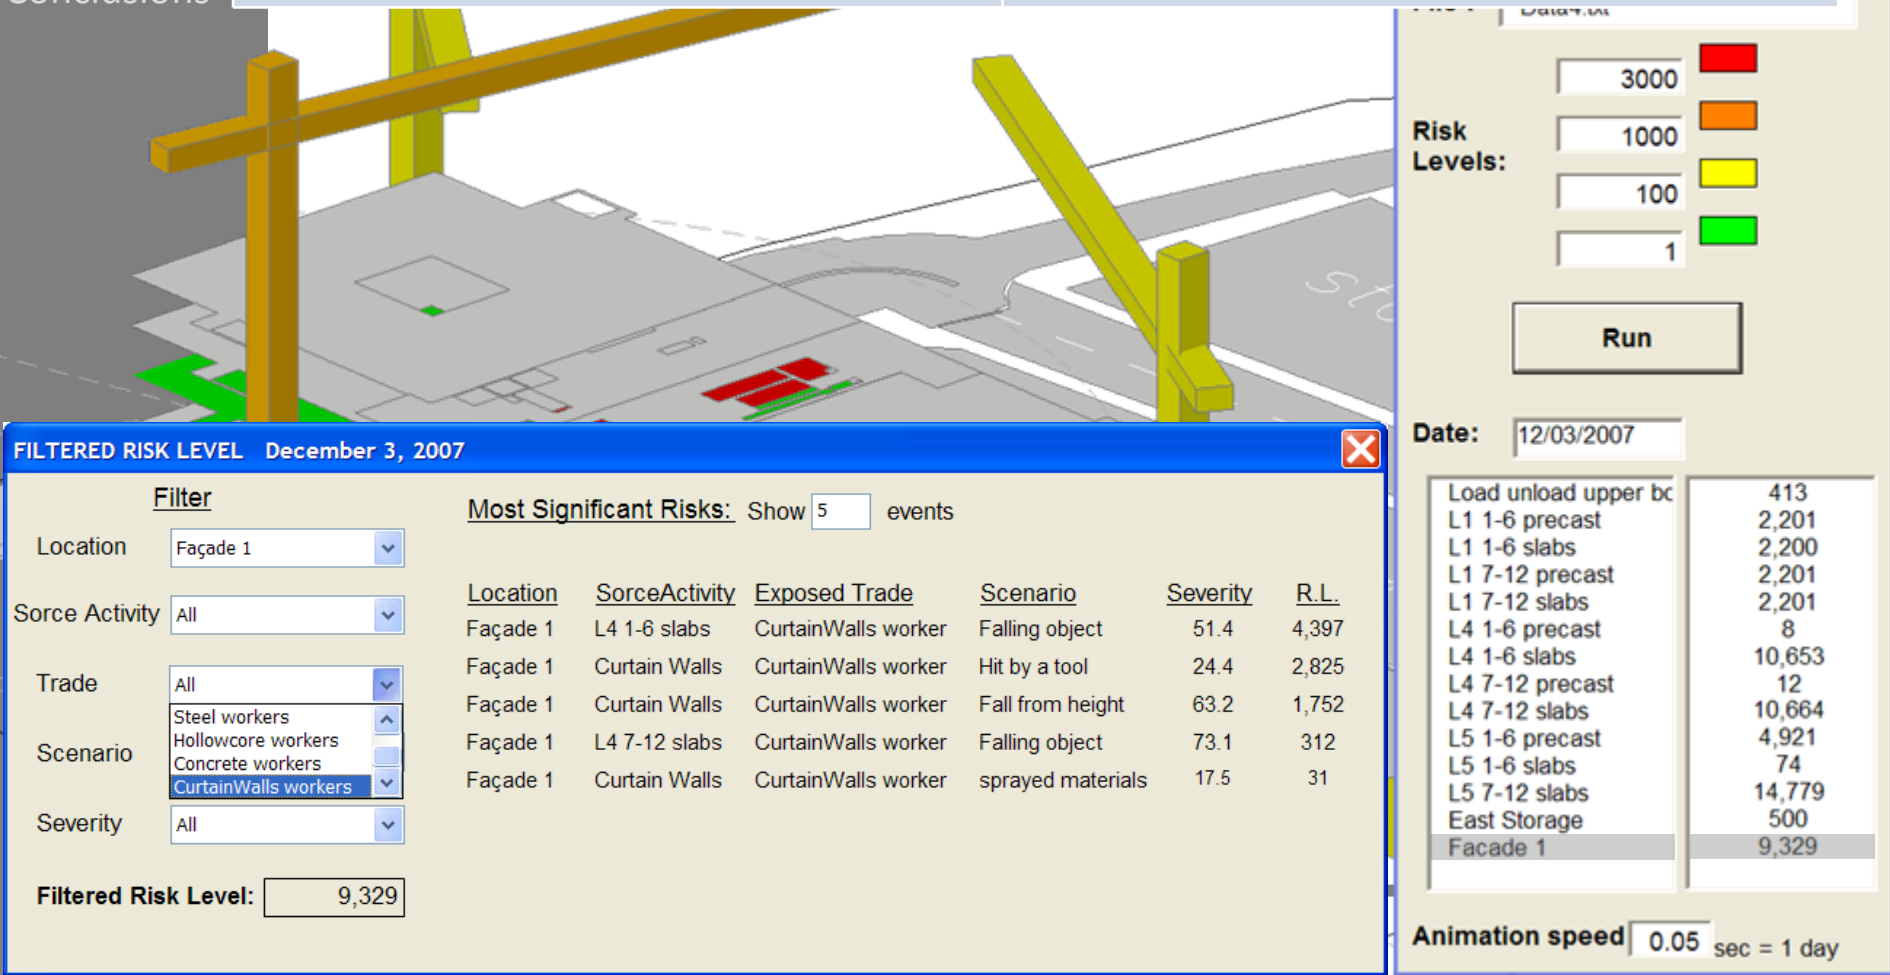 Conclusions
File : Data4.txt
3000
Risk Levels:
1000
100
1
Run
Date: 12/03/2007
Load unload upper bc 413
L1 1-6 precast 2,201
L1 1-6 slabs 2,200
L1 7-12 precast 2,201
L1 7-12 slabs 2,201
L4 1-6 precast 8
L4 1-6 slabs 10,653
L4 7-12 precast 12
L4 7-12 slabs 10,664
L5 1-6 precast 4,921
L5 1-6 slabs 74
L5 7-12 slabs 14,779
East Storage 500
Facade 1 9,329
Animation speed 0.05 sec = 1 day
FILTERED RISK LEVEL December 3, 2007
Filter
Location Façade 1
Sorce Activity All
Trade All
Steel workers
Hollowcore workers
Concrete workers
CurtainWalls workers
Scenario
Severity All
Filtered Risk Level: 9,329
Most Significant Risks: Show 5 events
Location SorceActivity Exposed Trade Scenario Severity R.L.
Façade 1 L4 1-6 slabs CurtainWalls worker Falling object 51.4 4,397
Façade 1 Curtain Walls CurtainWalls worker Hit by a tool 24.4 2,825
Façade 1 Curtain Walls CurtainWalls worker Fall from height 63.2 1,752
Façade 1 L4 7-12 slabs CurtainWalls worker Falling object 73.1 312
Façade 1 Curtain Walls CurtainWalls worker sprayed materials 17.5 31